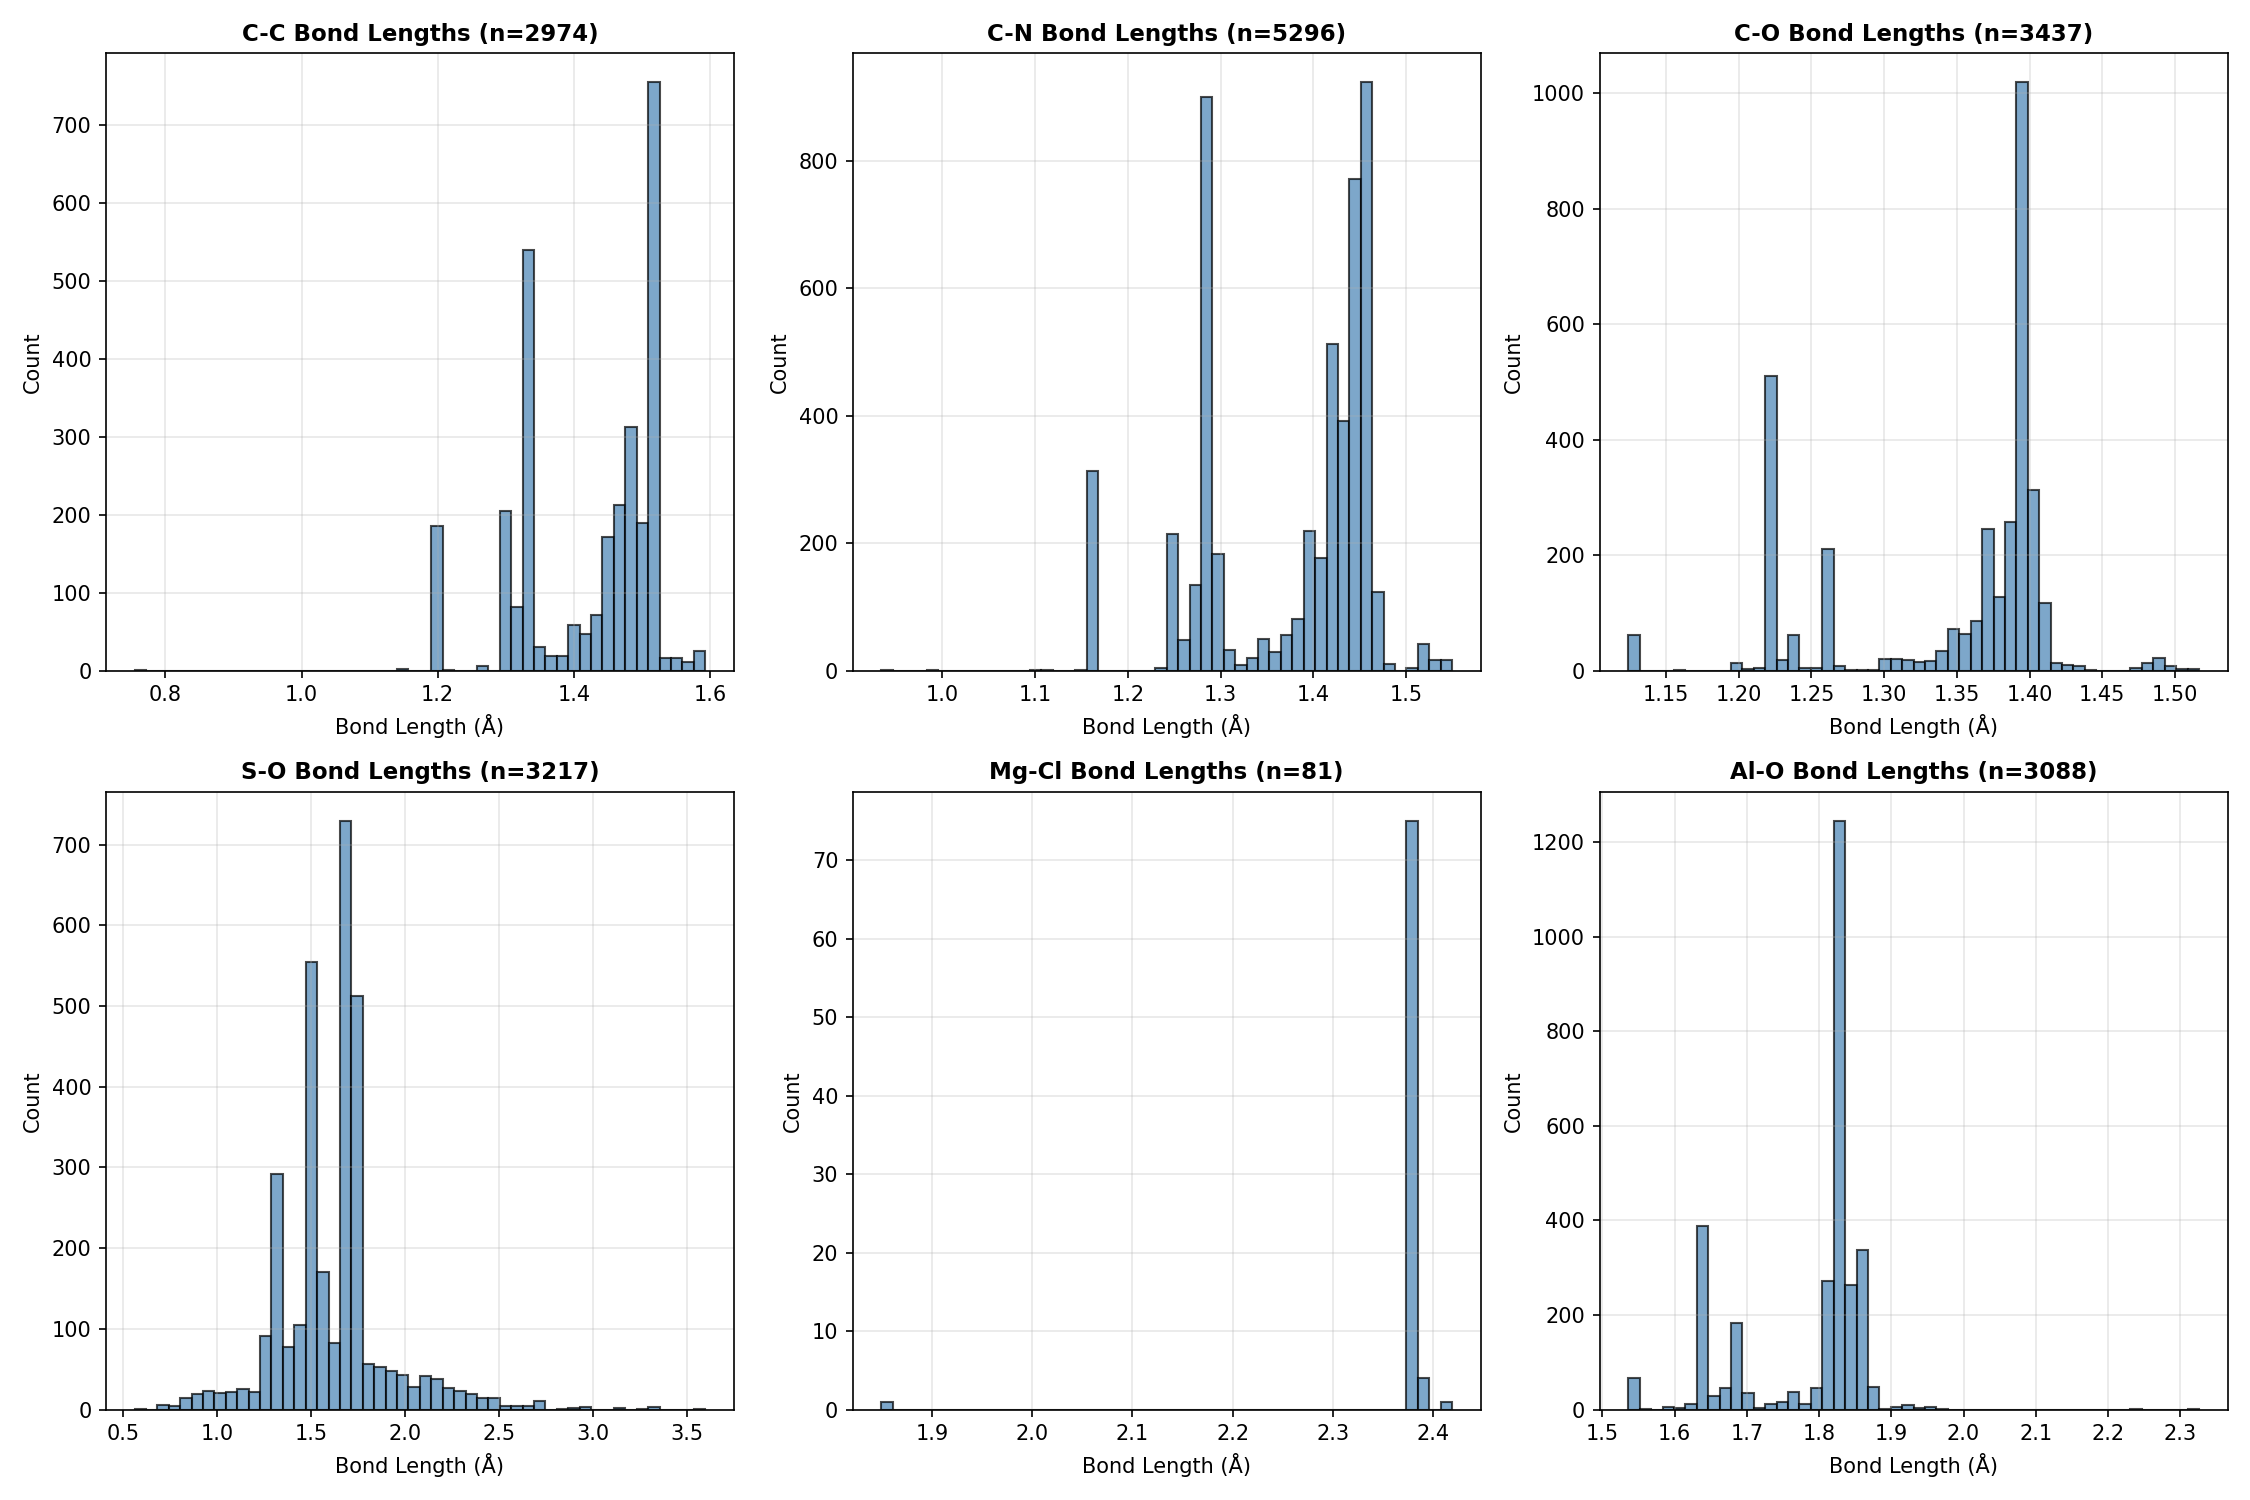 C-C Bond Lengths (n=2974)
Count
700
600
500
400
300
200
100
0
0.8 1.0 1.2 1.4 1.6
Bond Length (Å)
C-N Bond Lengths (n=5296)
Count
800
600
400
200
0
1.0 1.1 1.2 1.3 1.4 1.5
Bond Length (Å)
C-O Bond Lengths (n=3437)
Count
1000
800
600
400
200
0
1.15 1.20 1.25 1.30 1.35 1.40 1.45 1.50
Bond Length (Å)
S-O Bond Lengths (n=3217)
Count
700
600
500
400
300
200
100
0
0.5 1.0 1.5 2.0 2.5 3.0 3.5
Bond Length (Å)
Mg-Cl Bond Lengths (n=81)
Count
70
60
50
40
30
20
10
0
1.9 2.0 2.1 2.2 2.3 2.4
Bond Length (Å)
Al-O Bond Lengths (n=3088)
Count
1200
1000
800
600
400
200
0
1.5 1.6 1.7 1.8 1.9 2.0 2.1 2.2 2.3
Bond Length (Å)